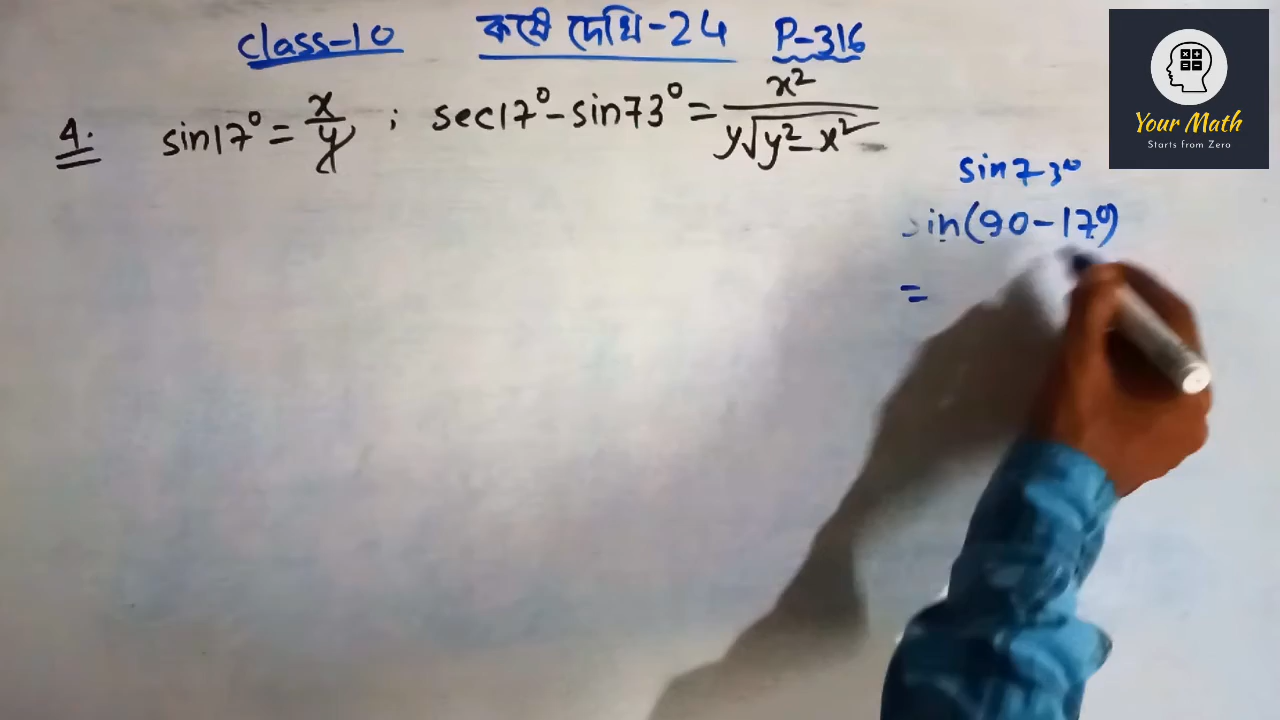 class-10 কষে দেখি-24 P-316
4. sin17° = x/y ; sec17° - sin73° = x²/(y√(y² - x²))
Your Math
Starts from Zero
sin73°
sin(90-17°)
=